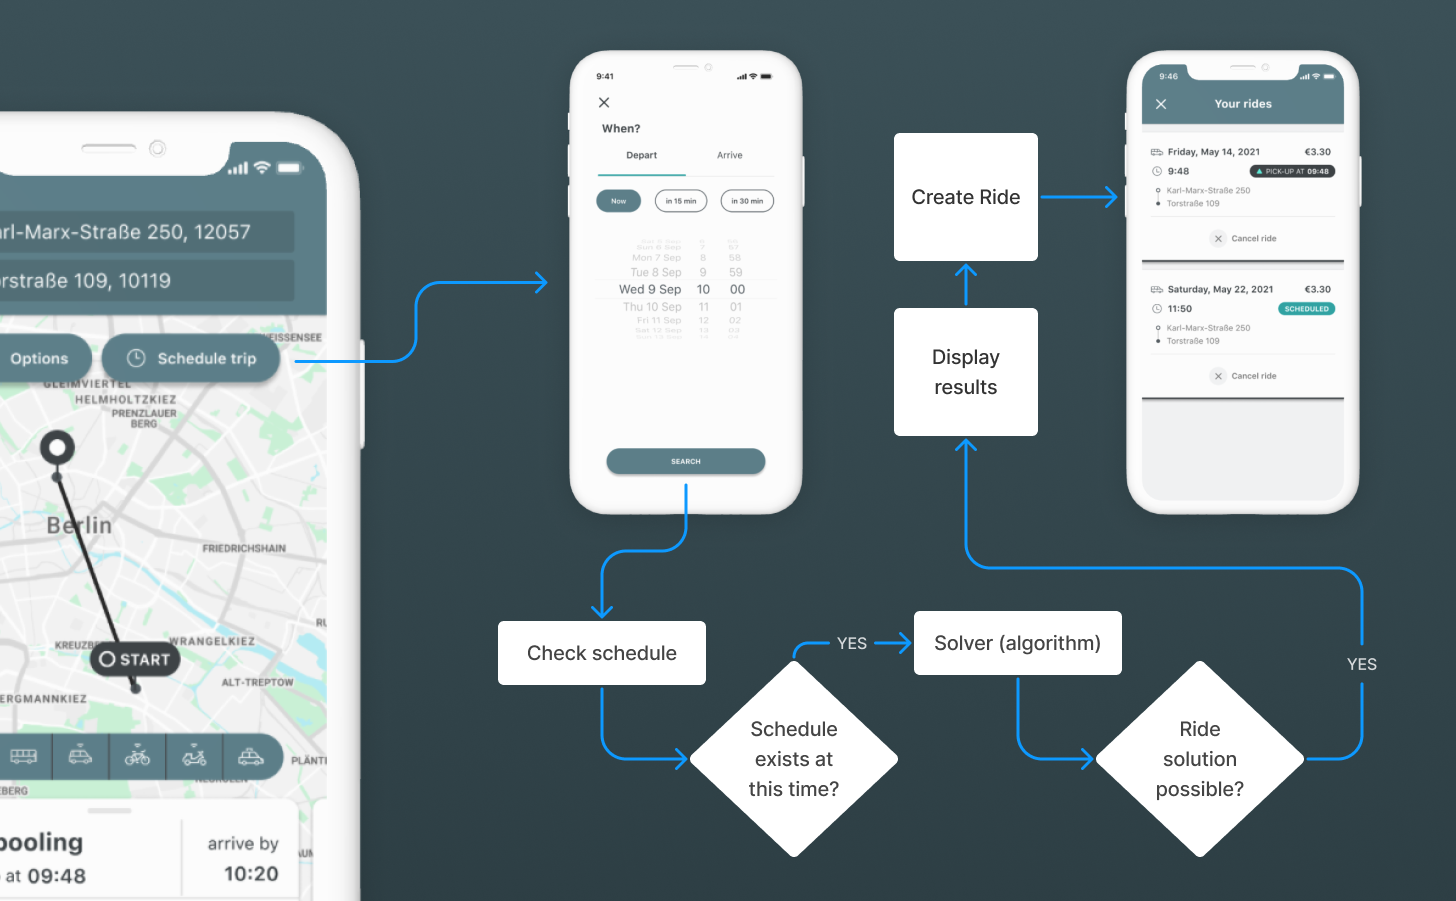 arl-Marx-Straße 250, 12057
orstraße 109, 10119
Options
Schedule trip
EISSENSEE
GLEIMVIERTEL
HELMHOLTZKIEZ
PRENZLAUER
BERG
Berlin
FRIEDRICHSHAIN
KREUZBE
WRANGELKIEZ
START
ALT-TREPTOW
ERGMANNKIEZ
RU
PLÄNTI
EBERG
AUM
pooling
at 09:48
arrive by
10:20
9:41
When?
Depart
Arrive
Now
in 15 min
in 30 min
Sun 6 Sep 7 57
Mon 7 Sep 8 58
Tue 8 Sep 9 59
Wed 9 Sep 10 00
Thu 10 Sep 11 01
Fri 11 Sep 12 02
Sat 12 Sep 13 03
SEARCH
Check schedule
Schedule
exists at
this time?
YES
Solver (algorithm)
Ride
solution
possible?
YES
Display
results
Create Ride
9:46
Your rides
Friday, May 14, 2021 €3.30
9:48 PICK-UP AT 09:48
Karl-Marx-Straße 250
Torstraße 109
Cancel ride
Saturday, May 22, 2021 €3.30
11:50 SCHEDULED
Karl-Marx-Straße 250
Torstraße 109
Cancel ride